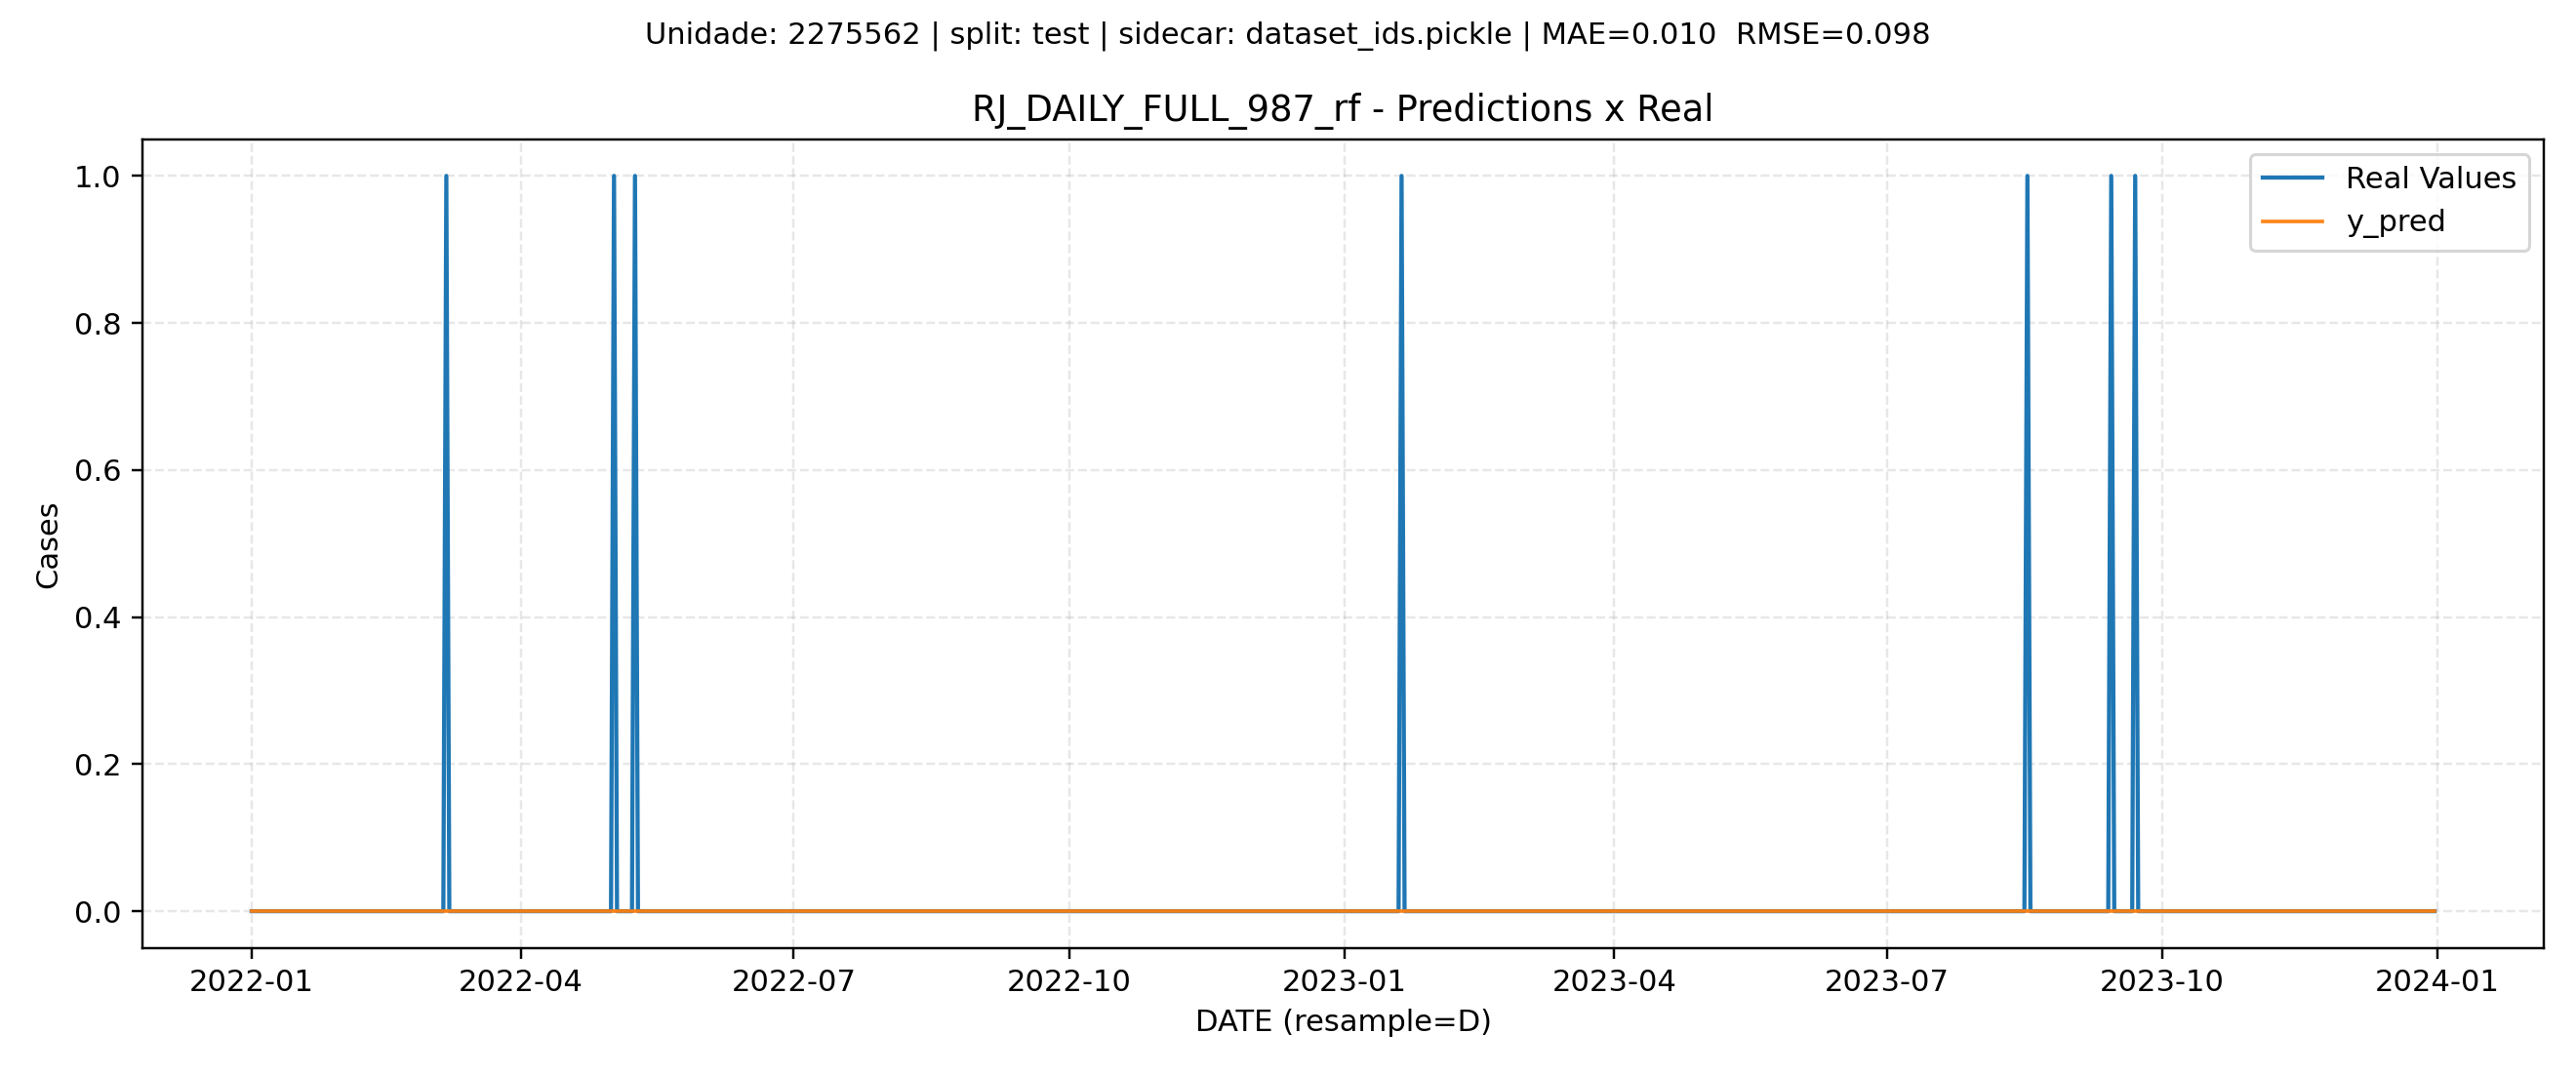 Unidade: 2275562 | split: test | sidecar: dataset_ids.pickle | MAE=0.010  RMSE=0.098
RJ_DAILY_FULL_987_rf - Predictions x Real
Real Values
y_pred
Cases
1.0
0.8
0.6
0.4
0.2
0.0
2022-01 2022-04 2022-07 2022-10 2023-01 2023-04 2023-07 2023-10 2024-01
DATE (resample=D)